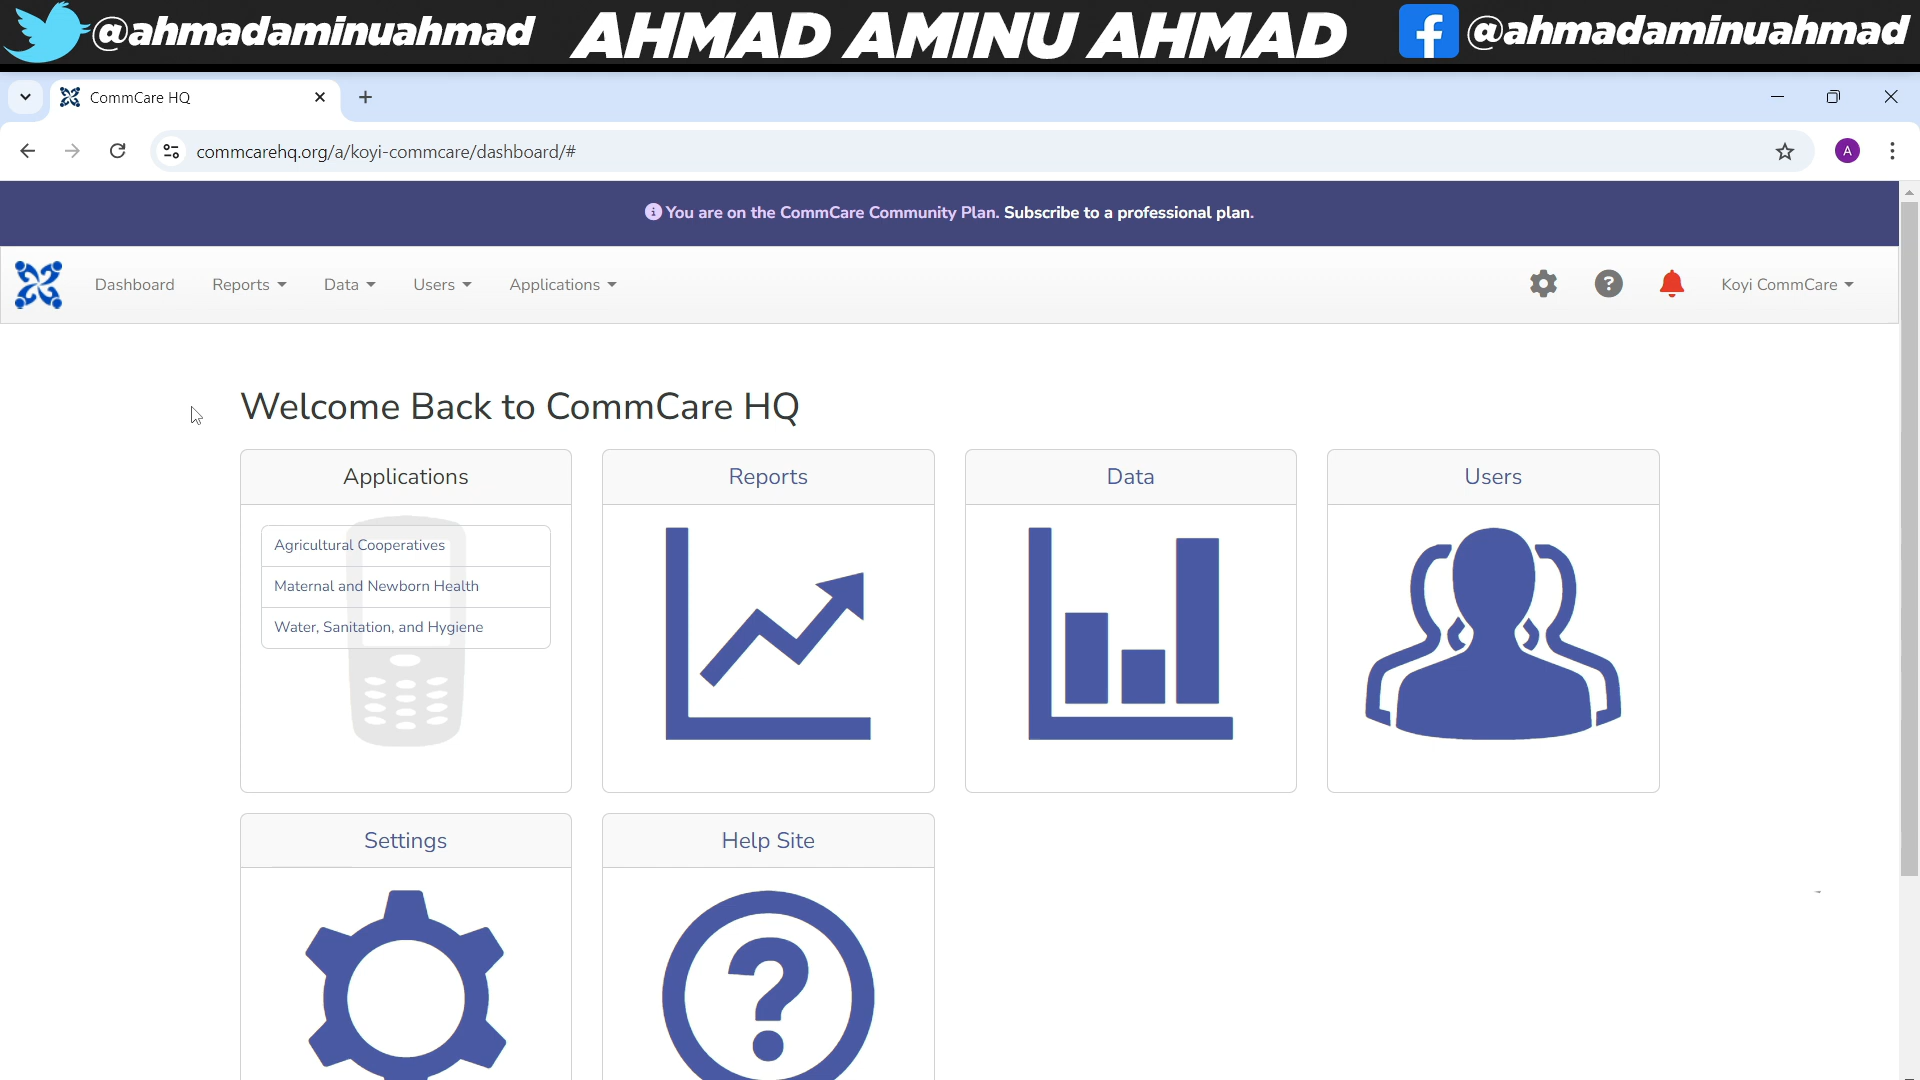 @ahmadaminuahmad AHMAD AMINU AHMAD @ahmadaminuahmad
CommCare HQ
commcarehq.org/a/koyi-commcare/dashboard/#
A
You are on the CommCare Community Plan. Subscribe to a professional plan.
Dashboard Reports Data Users Applications Koyi CommCare
Welcome Back to CommCare HQ
Applications Reports Data Users
Agricultural Cooperatives
Maternal and Newborn Health
Water, Sanitation, and Hygiene
Settings Help Site